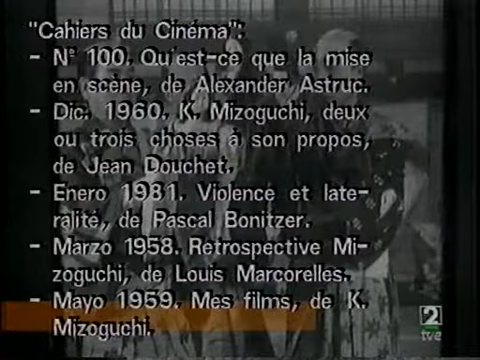 "Cahiers du Cinéma":
- Nº 100. Qu'est-ce que la mise
en scène, de Alexander Astruc.
- Dic. 1960. K. Mizoguchi, deux
ou trois choses à son propos,
de Jean Douchet.
- Enero 1981. Violence et late-
ralité, de Pascal Bonitzer.
- Marzo 1958. Retrospective Mi-
zoguchi, de Louis Marcorelles.
- Mayo 1959. Mes films, de K.
Mizoguchi.
2
tve